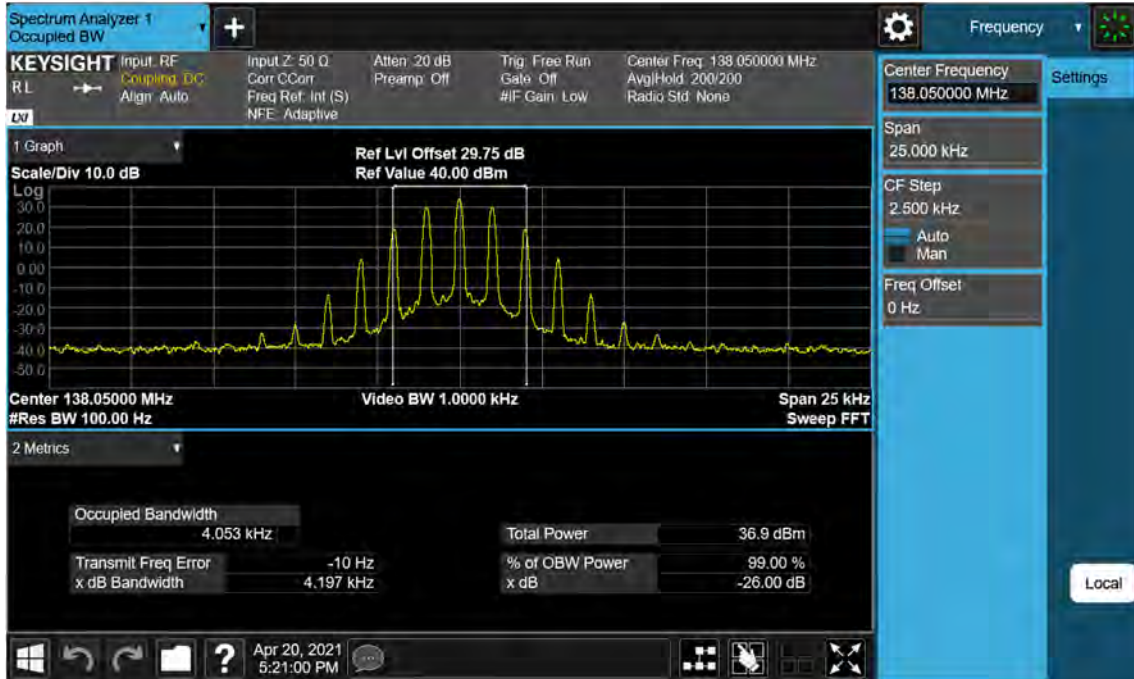 Spectrum Analyzer 1
Occupied BW
+
Frequency
KEYSIGHT
RL
LXI
Input: RF
Coupling: DC
Align: Auto
Input Z: 50 Ω
Corr CCorr
Freq Ref: Int (S)
NFE: Adaptive
Atten: 20 dB
Preamp: Off
Trig: Free Run
Gate: Off
#IF Gain: Low
Center Freq: 138.050000 MHz
Avg|Hold: 200/200
Radio Std: None
Center Frequency
138.050000 MHz
Settings
Span
25.000 kHz
CF Step
2.500 kHz
Auto
Man
Freq Offset
0 Hz
1 Graph
Scale/Div 10.0 dB
Ref Lvl Offset 29.75 dB
Ref Value 40.00 dBm
Log
30.0
20.0
10.0
0.00
-10.0
-20.0
-30.0
-40.0
-50.0
Center 138.05000 MHz
#Res BW 100.00 Hz
Video BW 1.0000 kHz
Span 25 kHz
Sweep FFT
2 Metrics
Occupied Bandwidth
4.053 kHz
Total Power 36.9 dBm
Transmit Freq Error -10 Hz
% of OBW Power 99.00 %
x dB Bandwidth 4.197 kHz
x dB -26.00 dB
Local
?
Apr 20, 2021
5:21:00 PM